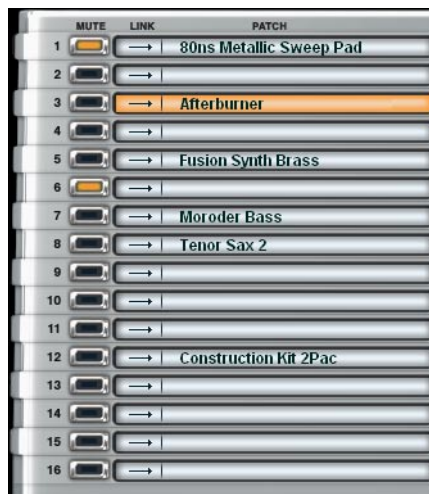 MUTE LINK PATCH
1 80ns Metallic Sweep Pad
2
3 Afterburner
4
5 Fusion Synth Brass
6
7 Moroder Bass
8 Tenor Sax 2
9
10
11
12 Construction Kit 2Pac
13
14
15
16